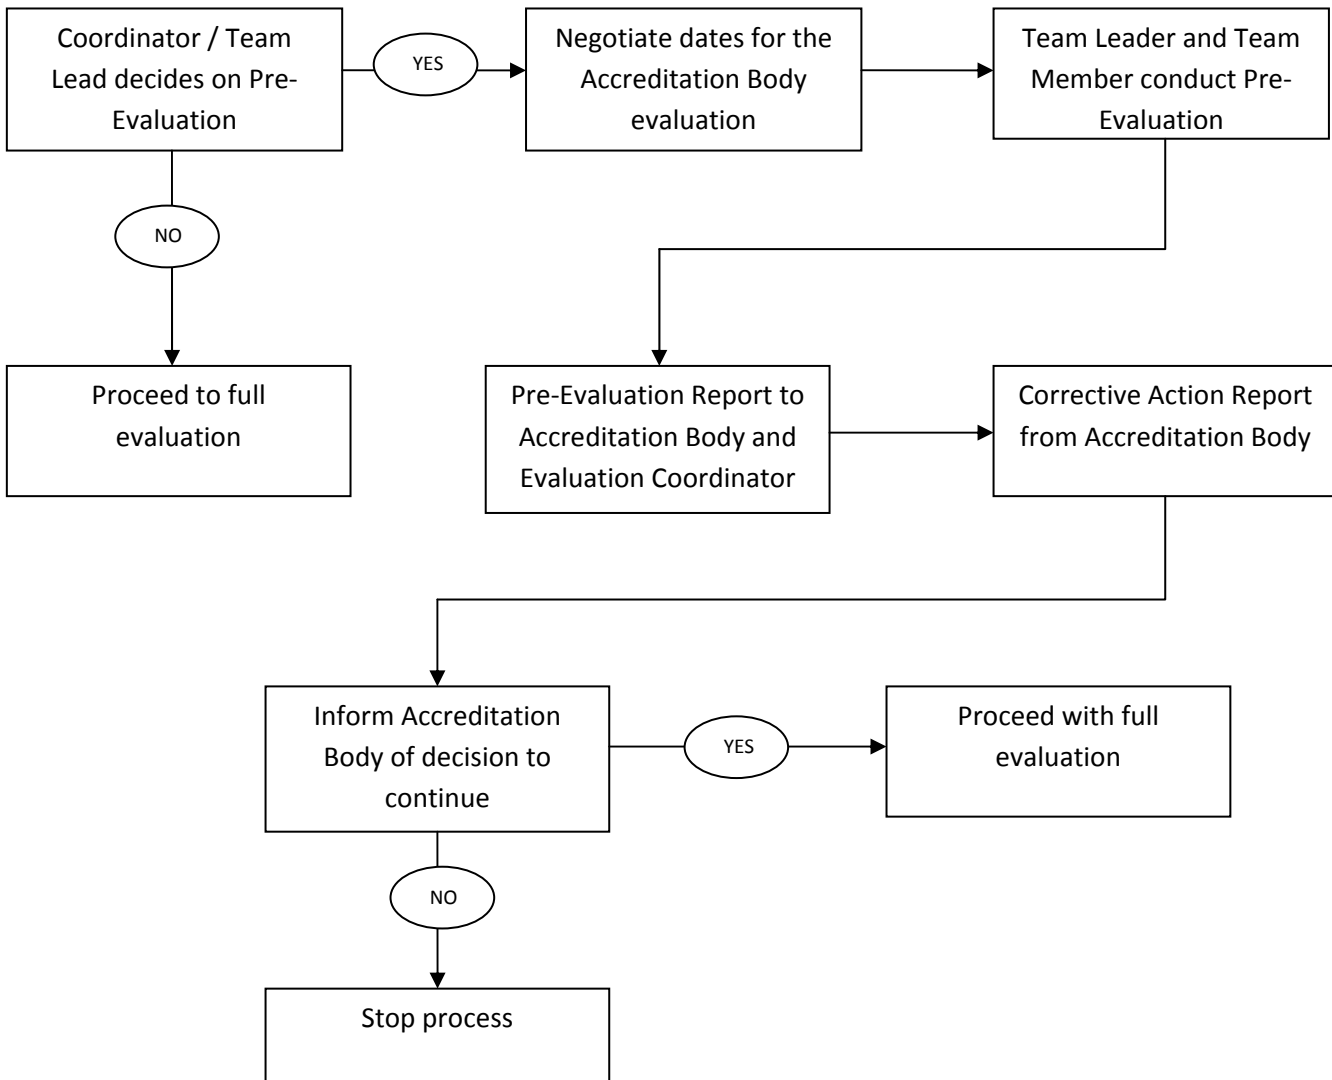 Coordinator / Team
Lead decides on Pre-
Evaluation
YES
Negotiate dates for the
Accreditation Body
evaluation
Team Leader and Team
Member conduct Pre-
Evaluation
NO
Proceed to full
evaluation
Pre-Evaluation Report to
Accreditation Body and
Evaluation Coordinator
Corrective Action Report
from Accreditation Body
Inform Accreditation
Body of decision to
continue
YES
Proceed with full
evaluation
NO
Stop process